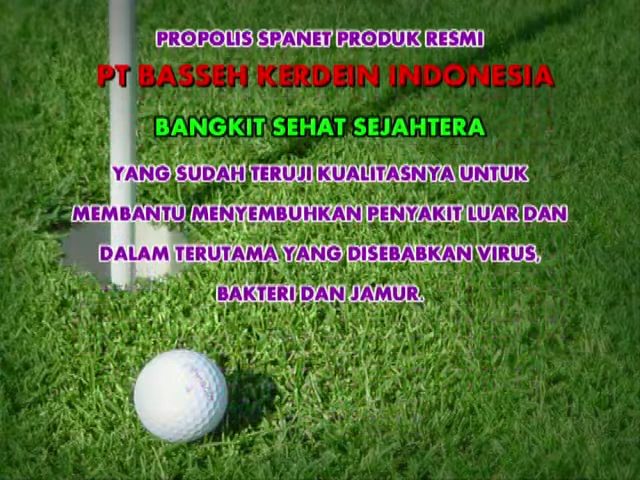 PROPOLIS SPANET PRODUK RESMI
PT BASSEH KERDEIN INDONESIA
BANGKIT SEHAT SEJAHTERA
YANG SUDAH TERUJI KUALITASNYA UNTUK
MEMBANTU MENYEMBUHKAN PENYAKIT LUAR DAN
DALAM TERUTAMA YANG DISEBABKAN VIRUS,
BAKTERI DAN JAMUR.